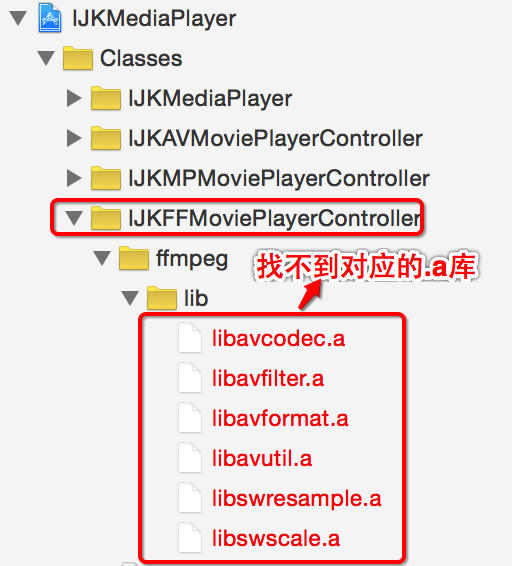 IJKMediaPlayer
Classes
IJKMediaPlayer
IJKAVMoviePlayerController
IJKMPMoviePlayerController
IJKFFMoviePlayerController
ffmpeg
找不到对应的.a库
lib
libavcodec.a
libavfilter.a
libavformat.a
libavutil.a
libswresample.a
libswscale.a